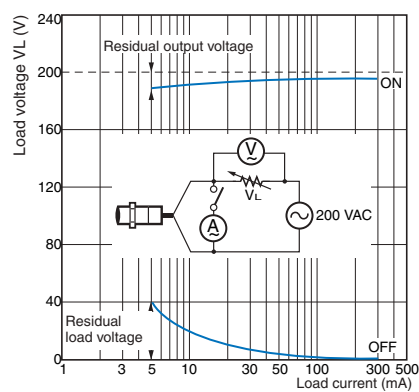 Load voltage VL (V)
240
200
160
120
80
40
0
Residual output voltage
ON
V
VL
A
200 VAC
Residual
load voltage
OFF
1
3
5
10
30
50
100
300
500
Load current (mA)